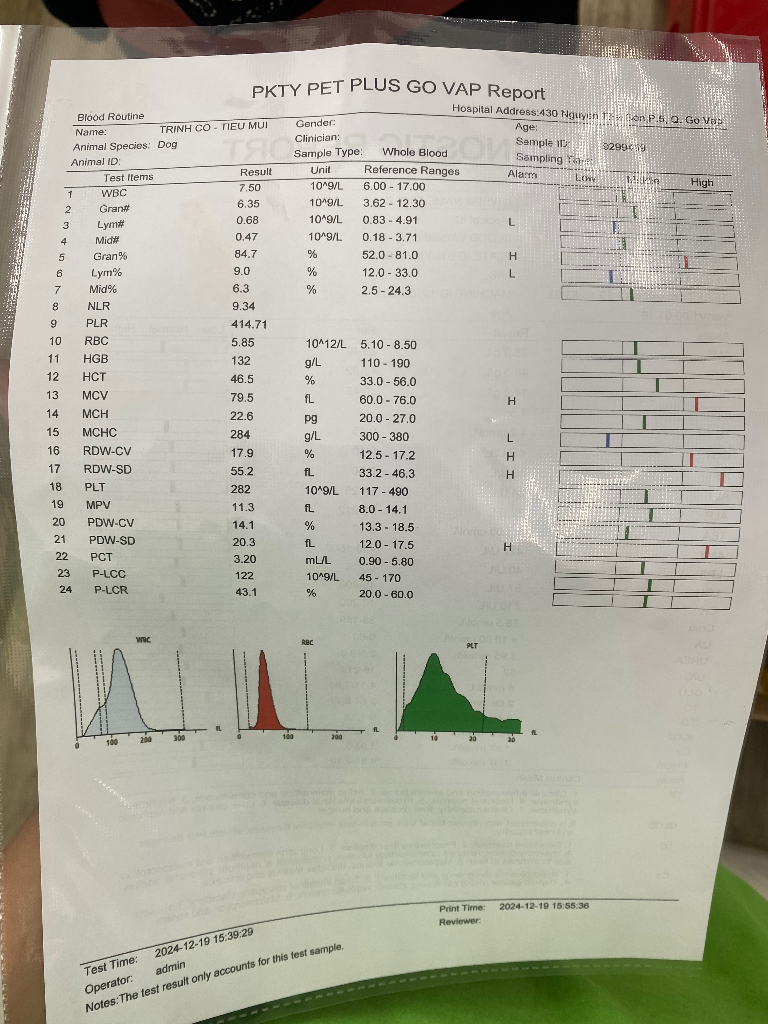 PKTY PET PLUS GO VAP Report
Blood Routine Hospital Address:430 Nguyen P.5, Q. Go Vap
Name: TRINH CO - TIEU MUI Gender: Age:
Animal Species: Dog Clinician: Sample ID:
Animal ID: Sample Type: Whole Blood Sampling
Test Items Result Unit Reference Ranges Alarm Low High
1 WBC 7.50 10^9/L 6.00 - 17.00
2 Gran# 6.35 10^9/L 3.62 - 12.30
3 Lym# 0.68 10^9/L 0.83 - 4.91 L
4 Mid# 0.47 10^9/L 0.18 - 3.71
5 Gran% 84.7 % 52.0 - 81.0 H
6 Lym% 9.0 % 12.0 - 33.0 L
7 Mid% 6.3 % 2.5 - 24.3
8 NLR 9.34
9 PLR 414.71
10 RBC 5.85 10^12/L 5.10 - 8.50
11 HGB 132 g/L 110 - 190
12 HCT 46.5 % 33.0 - 56.0
13 MCV 79.5 fL 60.0 - 76.0 H
14 MCH 22.6 pg 20.0 - 27.0
15 MCHC 284 g/L 300 - 380 L
16 RDW-CV 17.9 % 12.5 - 17.2 H
17 RDW-SD 55.2 fL 33.2 - 46.3 H
18 PLT 282 10^9/L 117 - 490
19 MPV 11.3 fL 8.0 - 14.1
20 PDW-CV 14.1 % 13.3 - 18.5
21 PDW-SD 20.3 fL 12.0 - 17.5 H
22 PCT 3.20 mL/L 0.90 - 5.80
23 P-LCC 122 10^9/L 45 - 170
24 P-LCR 43.1 % 20.0 - 60.0
WBC RBC PLT
0 100 200 300 fL 0 100 200 fL 0 10 20 30 fL
Test Time: 2024-12-19 15:39:29 Print Time: 2024-12-19 15:55:36
Operator: admin Reviewer:
Notes:The test result only accounts for this test sample.